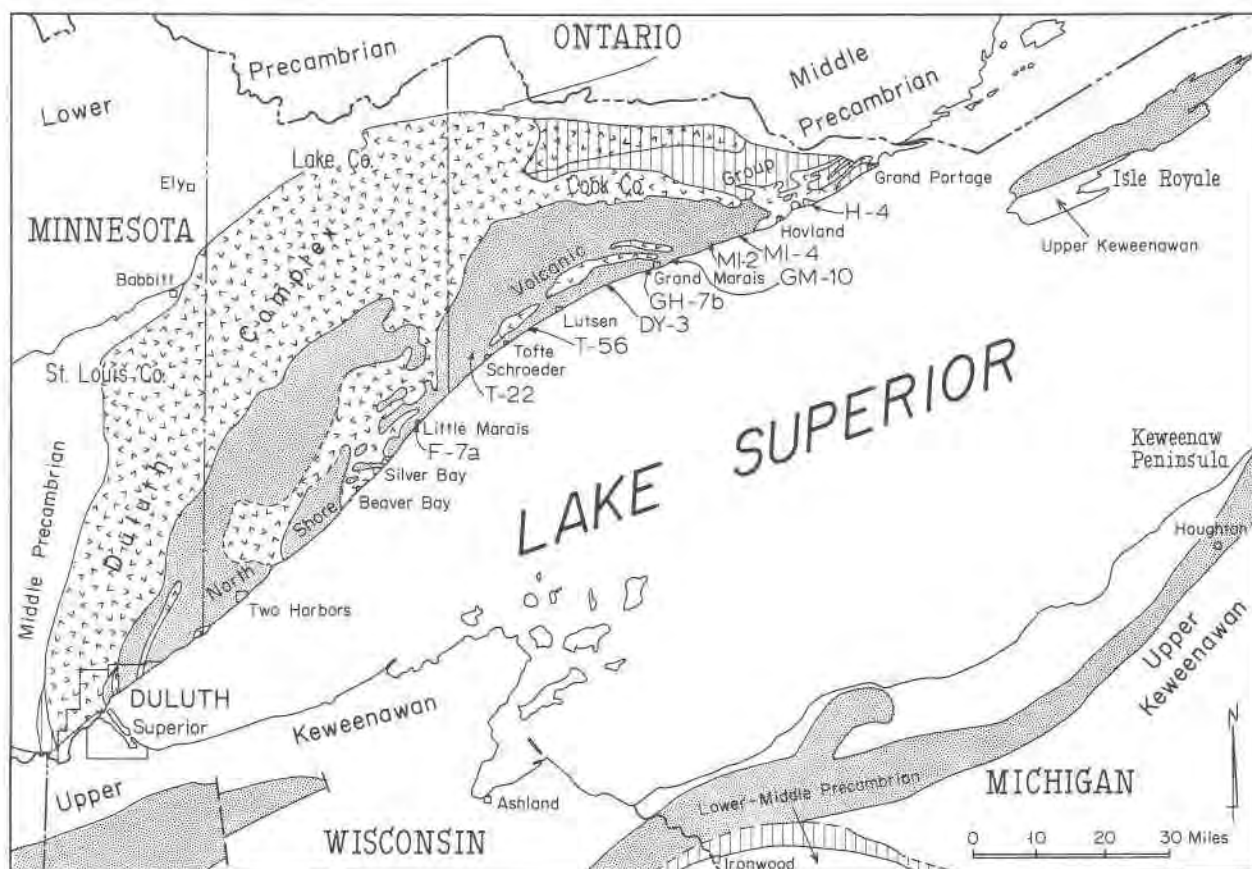 ONTARIO
Precambrian
Lower
Middle
Precambrian
Lake Co.
Ely
Group
Cook Co.
Grand Portage
Isle Royale
H-4
MINNESOTA
Hovland
Upper Keweenawan
MI-4
MI-2
Volcanic
Grand Marais
GM-10
Babbitt
Complex
GH-7b
Lutsen
DY-3
T-56
Tofte
Schroeder
St. Louis Co.
T-22
LAKE SUPERIOR
Little Marais
F-7a
Silver Bay
Beaver Bay
Keweenaw
Peninsula
Duluth
Shore
Houghton
Middle Precambrian
North
Two Harbors
Upper
Keweenawan
DULUTH
Superior
Keweenawan
N
Upper
Ashland
Lower-Middle Precambrian
MICHIGAN
WISCONSIN
Ironwood
0 10 20 30 Miles